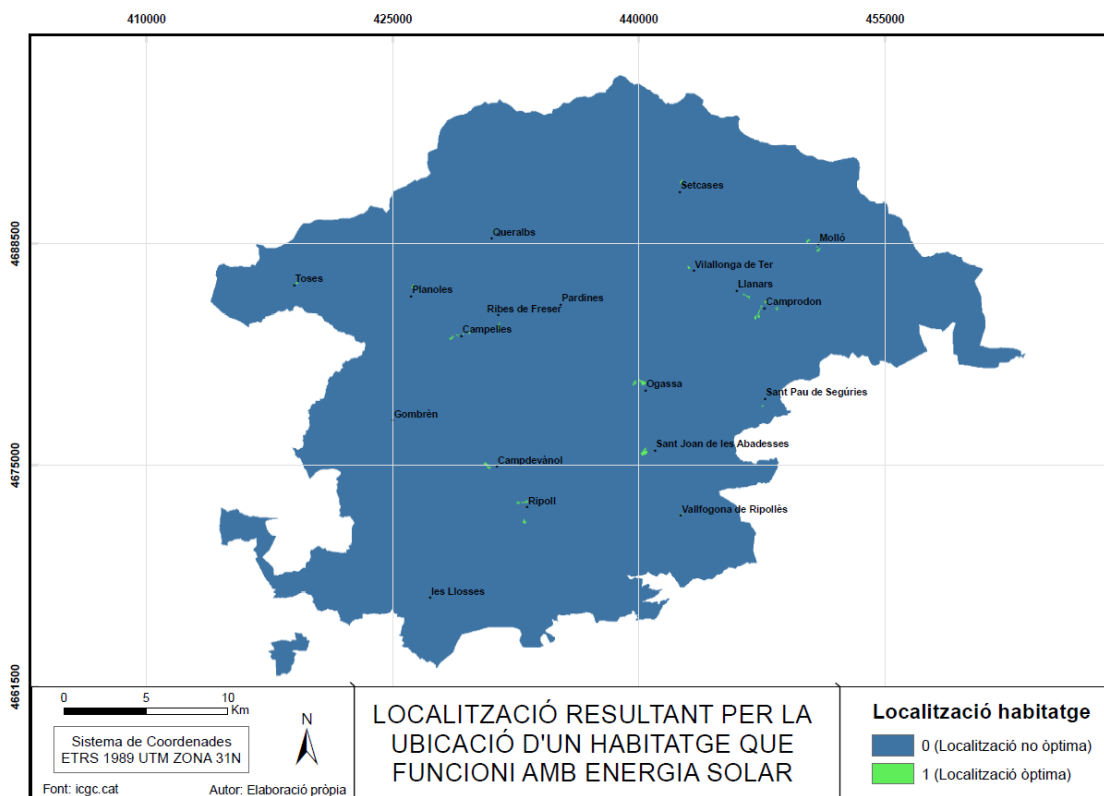 410000
425000
440000
455000
4688500
4675000
4661500
Setcases
Queralbs
Molló
Vilallonga de Ter
Toses
Planoles
Llanars
Pardines
Camprodon
Ribes de Freser
Campelles
Ogassa
Sant Pau de Segúries
Gombrèn
Sant Joan de les Abadesses
Campdevànol
Ripoll
Vallfogona de Ripollès
les Llosses
0 5 10
Km
N
Sistema de Coordenades
ETRS 1989 UTM ZONA 31N
Font: icgc.cat
Autor: Elaboració pròpia
LOCALITZACIÓ RESULTANT PER LA
UBICACIÓ D'UN HABITATGE QUE
FUNCIONI AMB ENERGIA SOLAR
Localització habitatge
0 (Localització no òptima)
1 (Localització òptima)